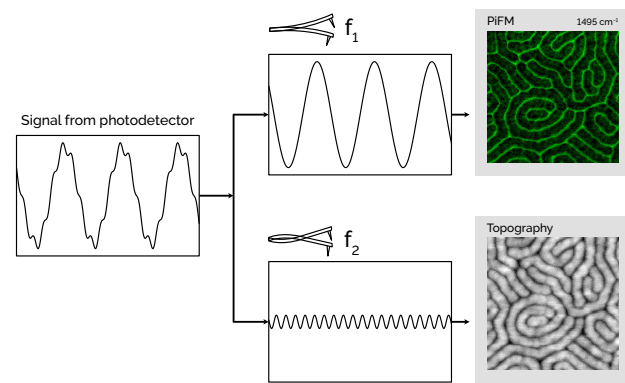 Signal from photodetector
f₁
PiFM 1495 cm⁻¹
f₂
Topography